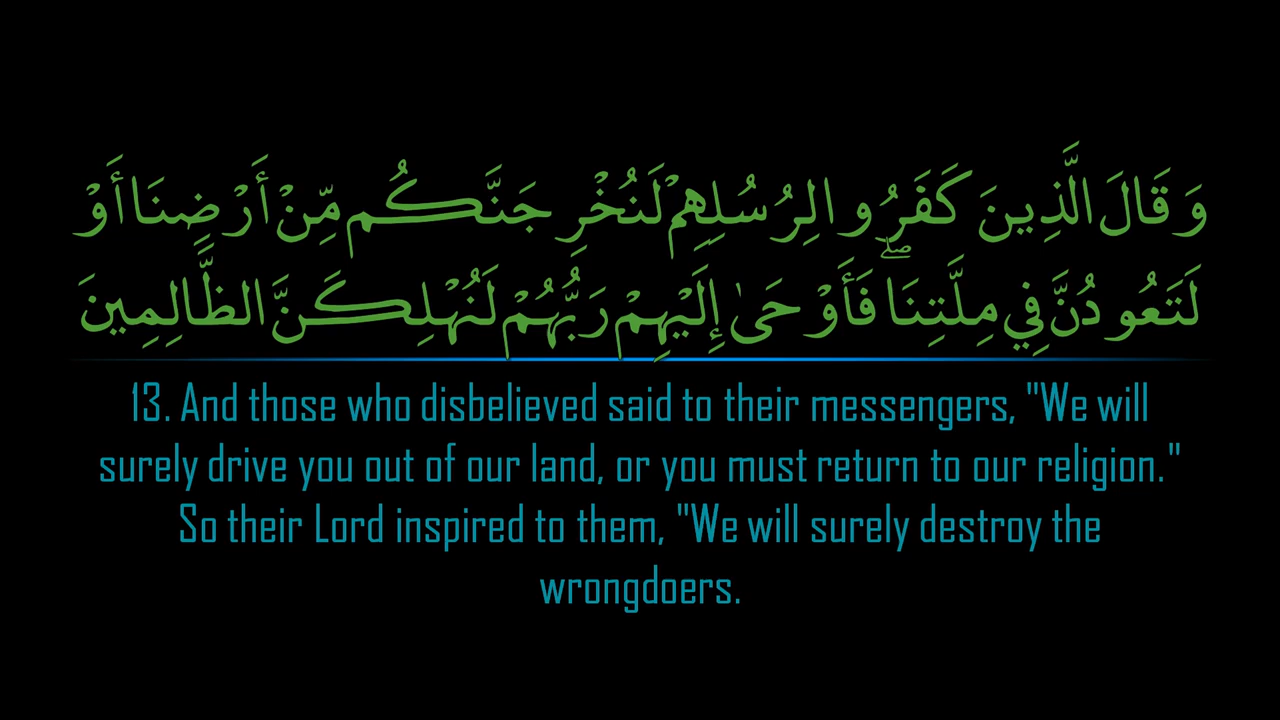 وَقَالَ الَّذِينَ كَفَرُوا لِرُسُلِهِمْ لَنُخْرِجَنَّكُم مِّنْ أَرْضِنَا أَوْ
لَتَعُودُنَّ فِي مِلَّتِنَا ۖ فَأَوْحَىٰ إِلَيْهِمْ رَبُّهُمْ لَنُهْلِكَنَّ الظَّالِمِينَ
13. And those who disbelieved said to their messengers, "We will
surely drive you out of our land, or you must return to our religion."
So their Lord inspired to them, "We will surely destroy the
wrongdoers.